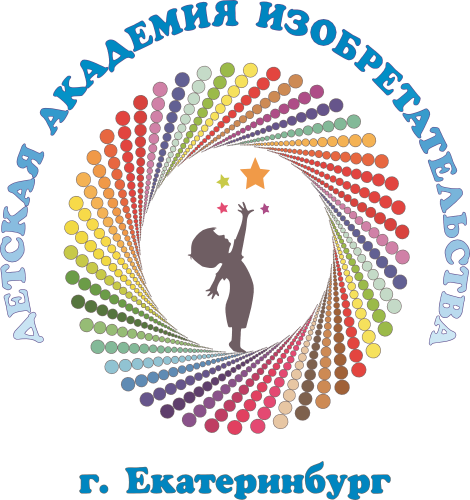 ДЕТСКАЯ АКАДЕМИЯ ИЗОБРЕТАТЕЛЬСТВА
г. Екатеринбург